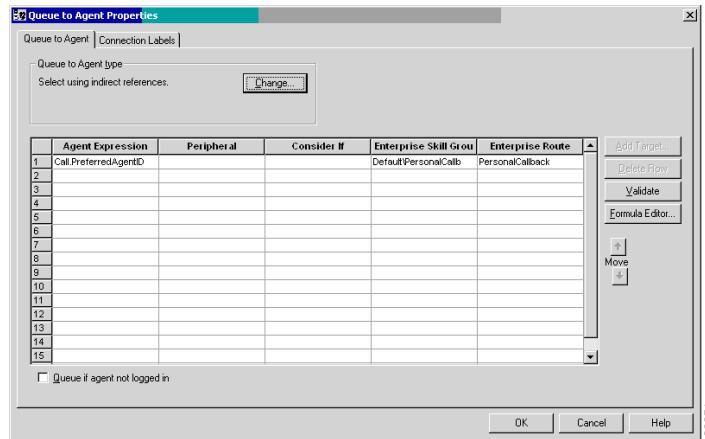 Queue to Agent Properties
Queue to Agent
Connection Labels
Queue to Agent type
Select using indirect references.
Change...
Agent Expression
Peripheral
Consider If
Enterprise Skill Grou
Enterprise Route
1
Call.PreferredAgentID
Default\PersonalCallb
PersonalCallback
2
3
4
5
6
7
8
9
10
11
12
13
14
15
Add Target...
Delete Row
Validate
Formula Editor...
Move
Queue if agent not logged in
OK
Cancel
Help